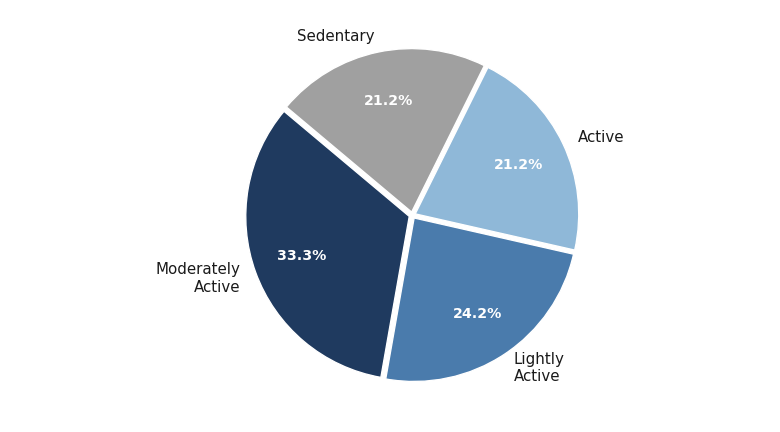 Sedentary
21.2%
Active
21.2%
33.3%
Moderately
Active
24.2%
Lightly
Active